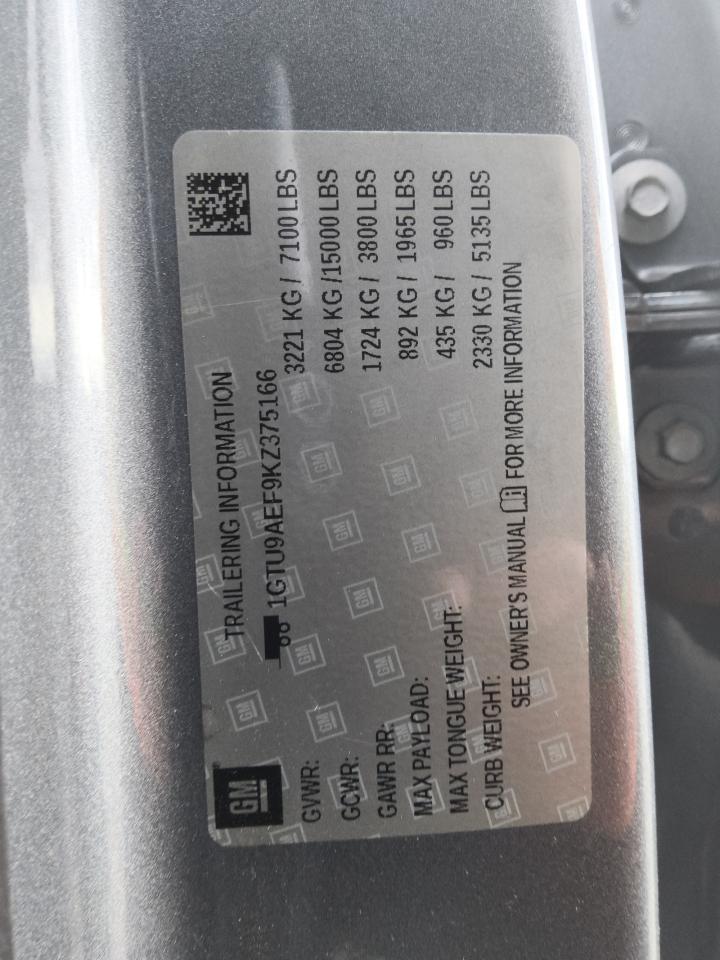 GM
TRAILERING INFORMATION
1GTU9AEF9KZ375166
GVWR: 3221 KG / 7100 LBS
GCWR: 6804 KG /15000 LBS
GAWR RR: 1724 KG / 3800 LBS
MAX PAYLOAD: 892 KG / 1965 LBS
MAX TONGUE WEIGHT: 435 KG / 960 LBS
CURB WEIGHT: 2330 KG / 5135 LBS
SEE OWNER'S MANUAL FOR MORE INFORMATION